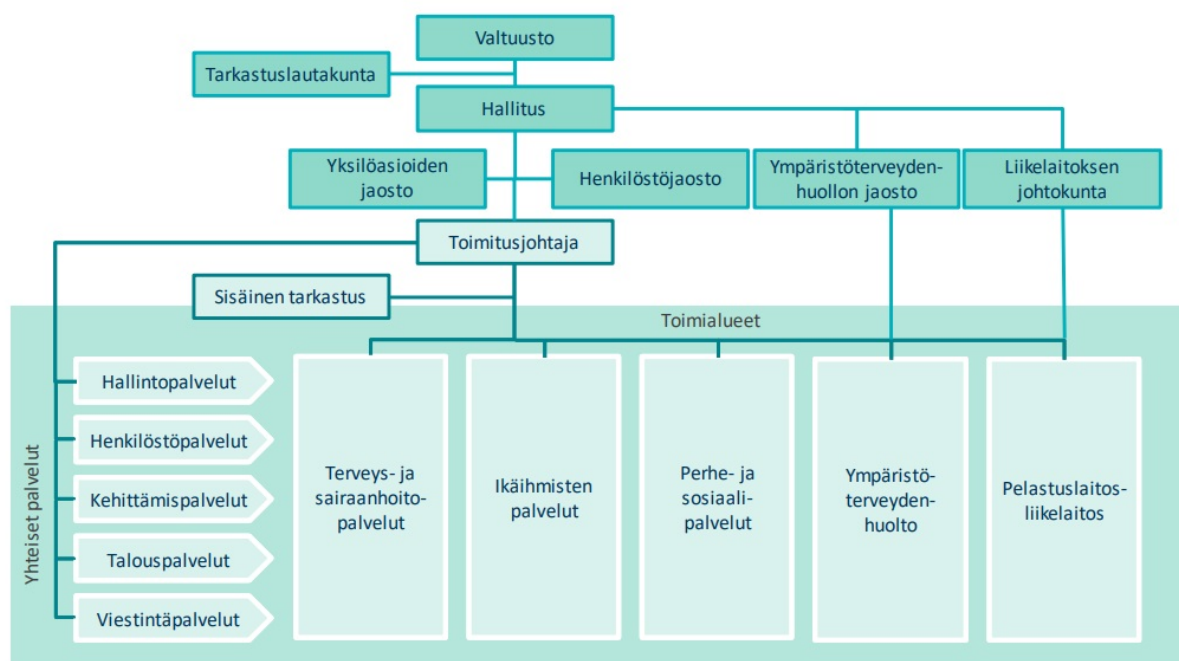 Valtuusto
Tarkastuslautakunta
Hallitus
Yksilöasioiden
jaosto
Henkilöstöjaosto
Ympäristöterveyden-
huollon jaosto
Liikelaitoksen
johtokunta
Toimitusjohtaja
Sisäinen tarkastus
Toimialueet
Yhteiset palvelut
Hallintopalvelut
Henkilöstöpalvelut
Kehittämispalvelut
Talouspalvelut
Viestintäpalvelut
Terveys- ja
sairaanhoito-
palvelut
Ikäihmisten
palvelut
Perhe- ja
sosiaali-
palvelut
Ympäristö-
terveyden-
huolto
Pelastuslaitos-
liikelaitos